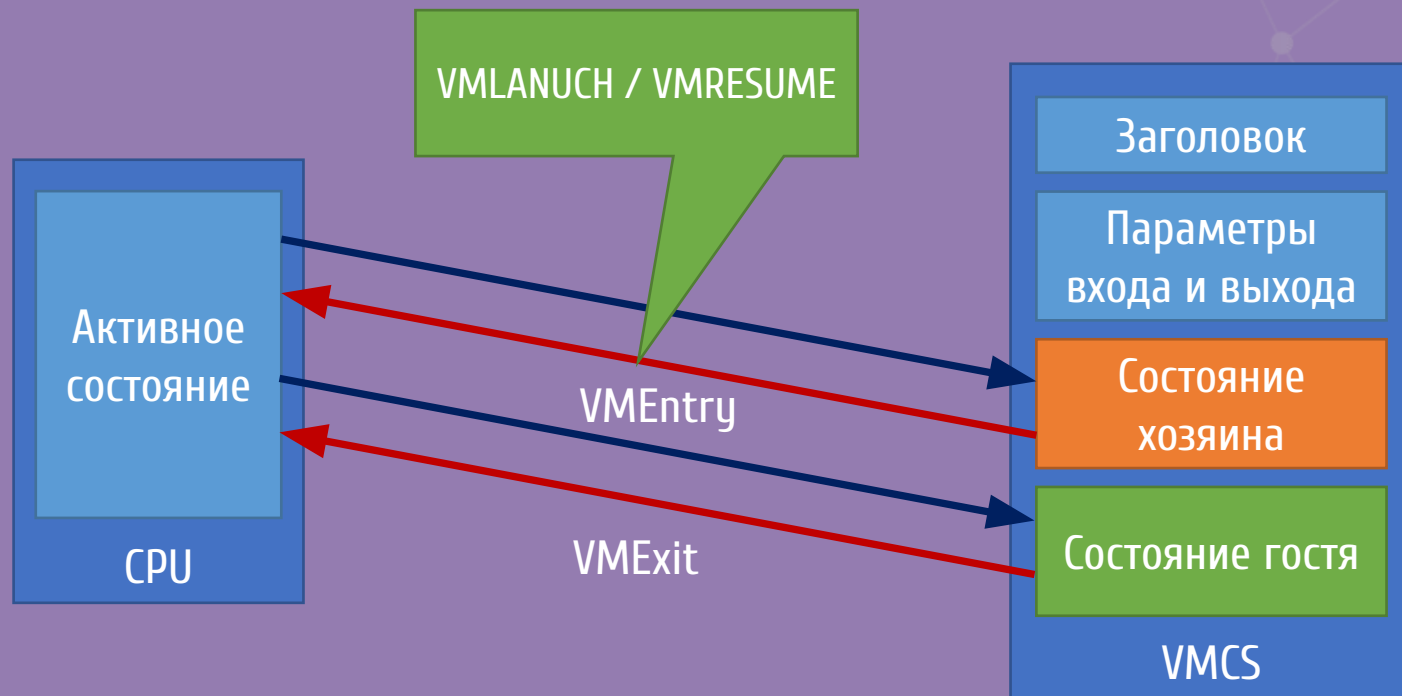 VMLANUCH / VMRESUME
Заголовок
Параметры
входа и выхода
Активное
состояние
Состояние
хозяина
VMEntry
VMExit
Состояние гостя
CPU
VMCS